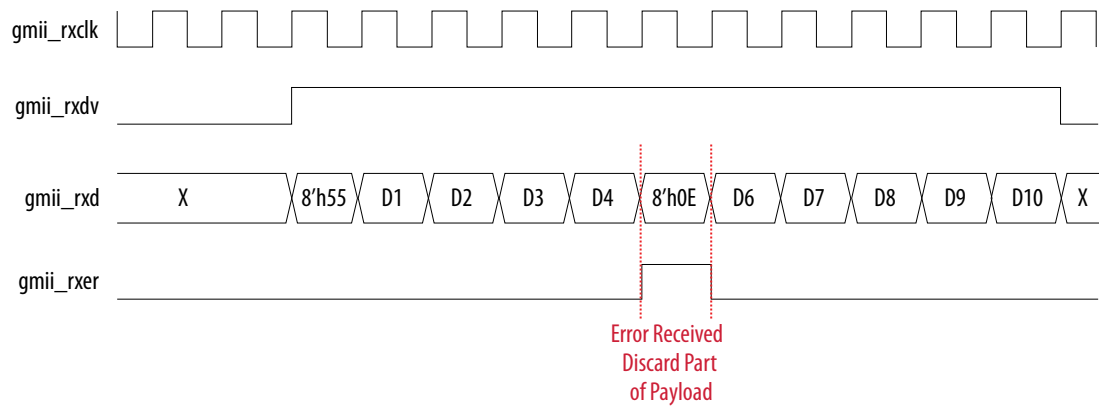 gmii_rxclk
gmii_rxdv
gmii_rxd X 8’h55 D1 D2 D3 D4 8’h0E D6 D7 D8 D9 D10 X
gmii_rxer
Error Received
Discard Part
of Payload